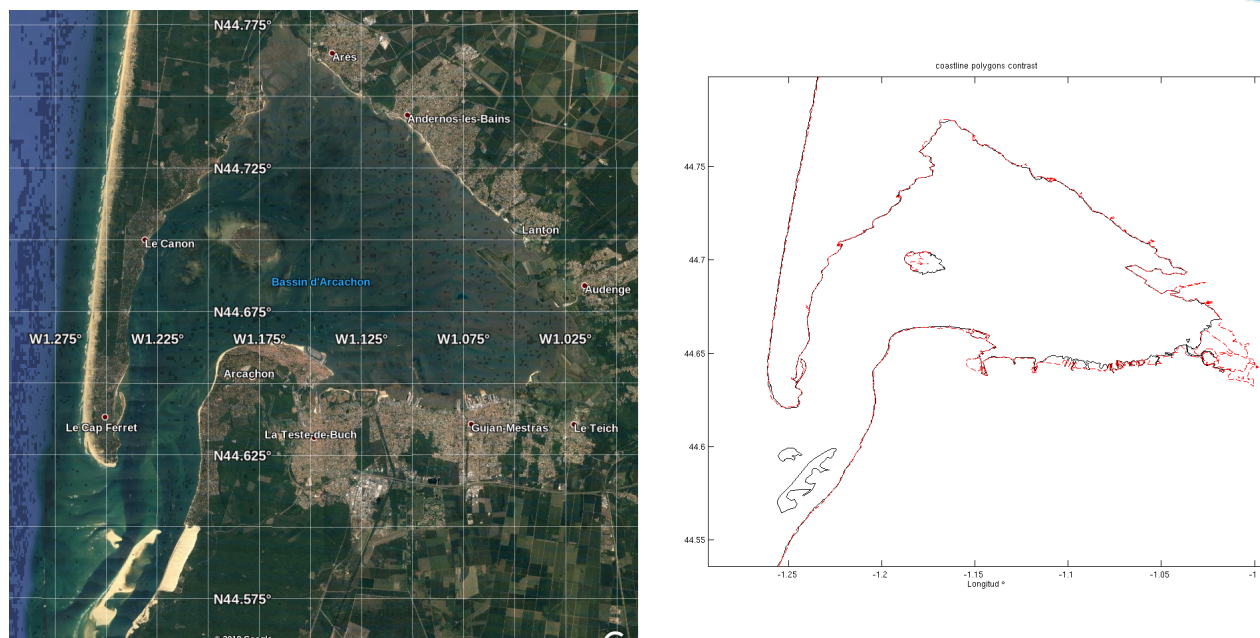 N44.775°
Arès
Andernos-les-Bains
N44.725°
Lanton
Le Canon
Bassin d'Arcachon
Audenge
N44.675°
W1.275° W1.225° W1.175° W1.125° W1.075° W1.025°
Arcachon
Le Cap Ferret
La Teste-de-Buch
Gujan-Mestras
Le Teich
N44.625°
N44.575°
coastline polygons contrast
44.75
44.7
44.65
44.6
44.55
-1.25 -1.2 -1.15 -1.1 -1.05 -1
Longitud °